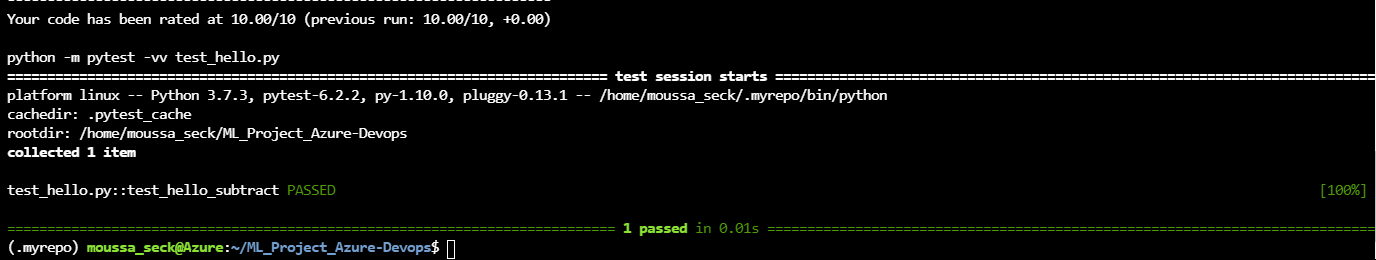 Your code has been rated at 10.00/10 (previous run: 10.00/10, +0.00)
python -m pytest -vv test_hello.py
============================ test session starts ============================
platform linux -- Python 3.7.3, pytest-6.2.2, py-1.10.0, pluggy-0.13.1 -- /home/moussa_seck/.myrepo/bin/python
cachedir: .pytest_cache
rootdir: /home/moussa_seck/ML_Project_Azure-Devops
collected 1 item
test_hello.py::test_hello_subtract PASSED [100%]
============================ 1 passed in 0.01s ============================
(.myrepo) moussa_seck@Azure:~/ML_Project_Azure-Devops$